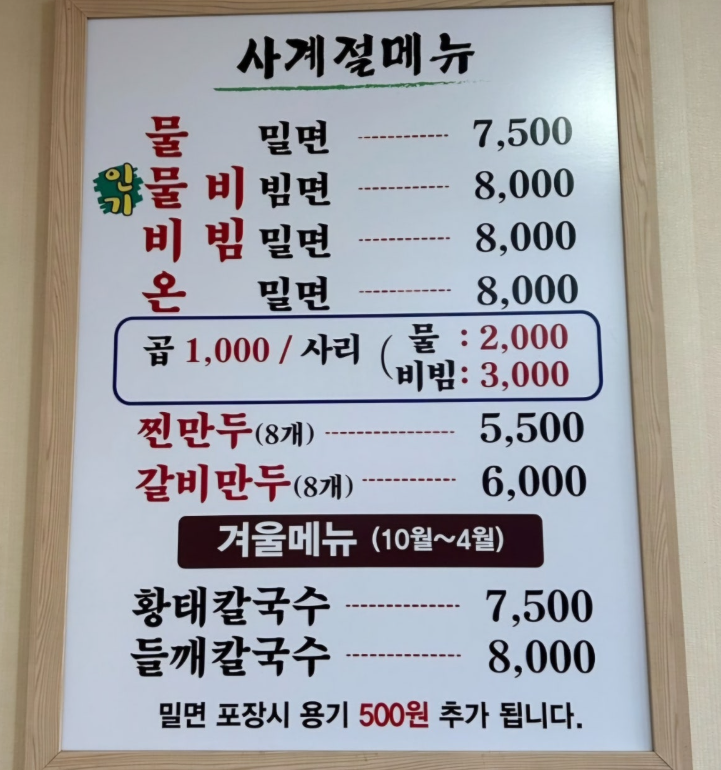 사계절메뉴
물 밀면 7,500
인기 물 비빔면 8,000
비빔밀면 8,000
온 밀면 8,000
곱 1,000 / 사리 ( 물 : 2,000
비빔: 3,000
찐만두(8개) 5,500
갈비만두(8개) 6,000
겨울메뉴 (10월~4월)
황태칼국수 7,500
들깨칼국수 8,000
밀면 포장시 용기 500원 추가 됩니다.